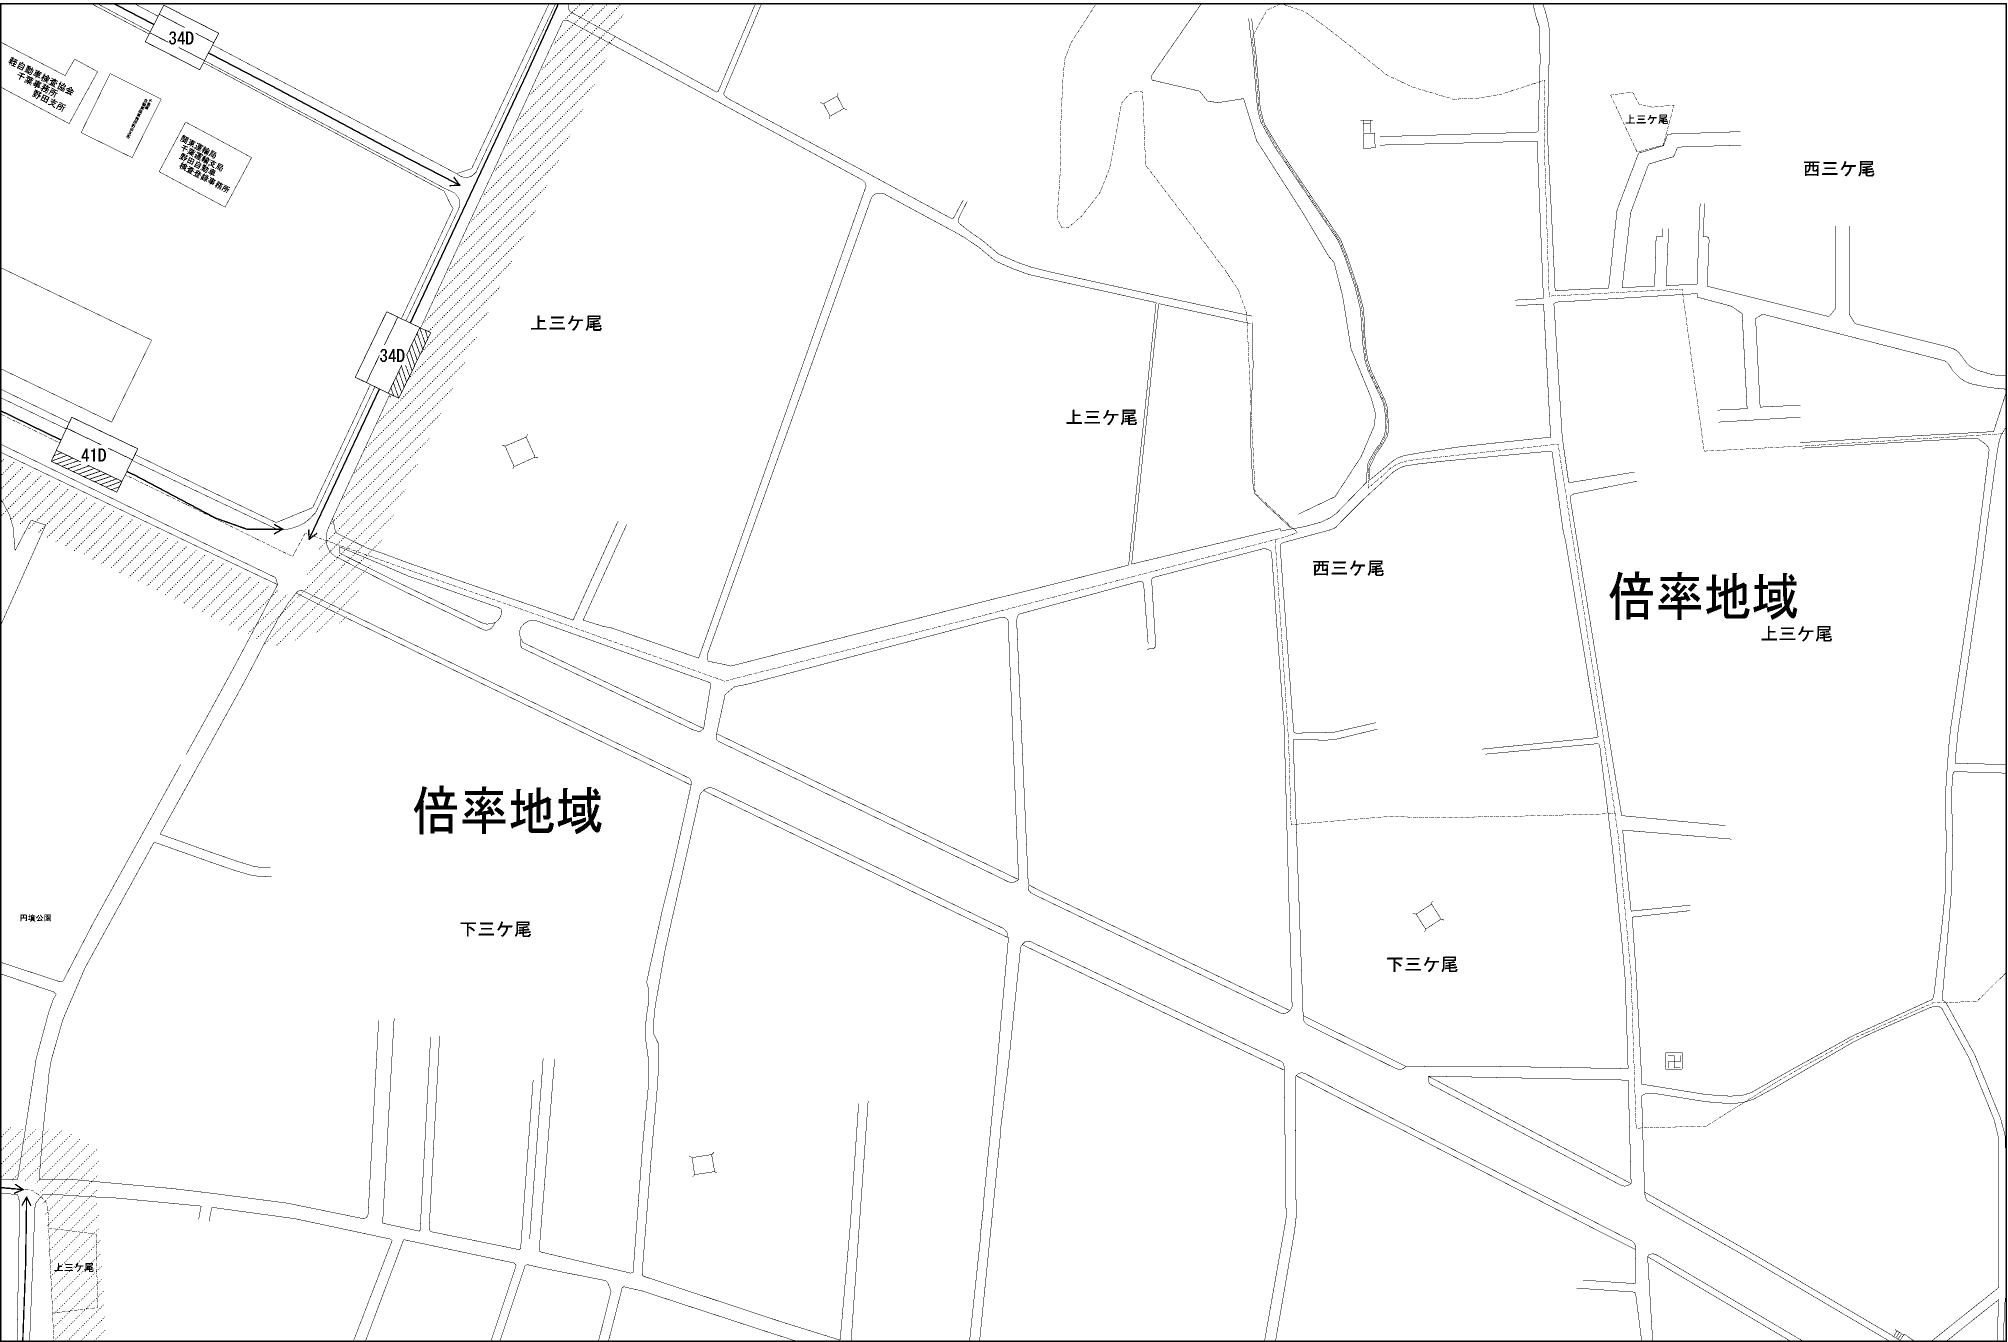 34D
軽自動車検査協会
千葉事務所
野田支所
関東運輸局
千葉運輸支局
野田自動車
検査登録事務所
上三ケ尾
西三ケ尾
上三ケ尾
34D
上三ケ尾
41D
西三ケ尾
倍率地域
上三ケ尾
倍率地域
円墳公園
下三ケ尾
下三ケ尾
上三ケ尾